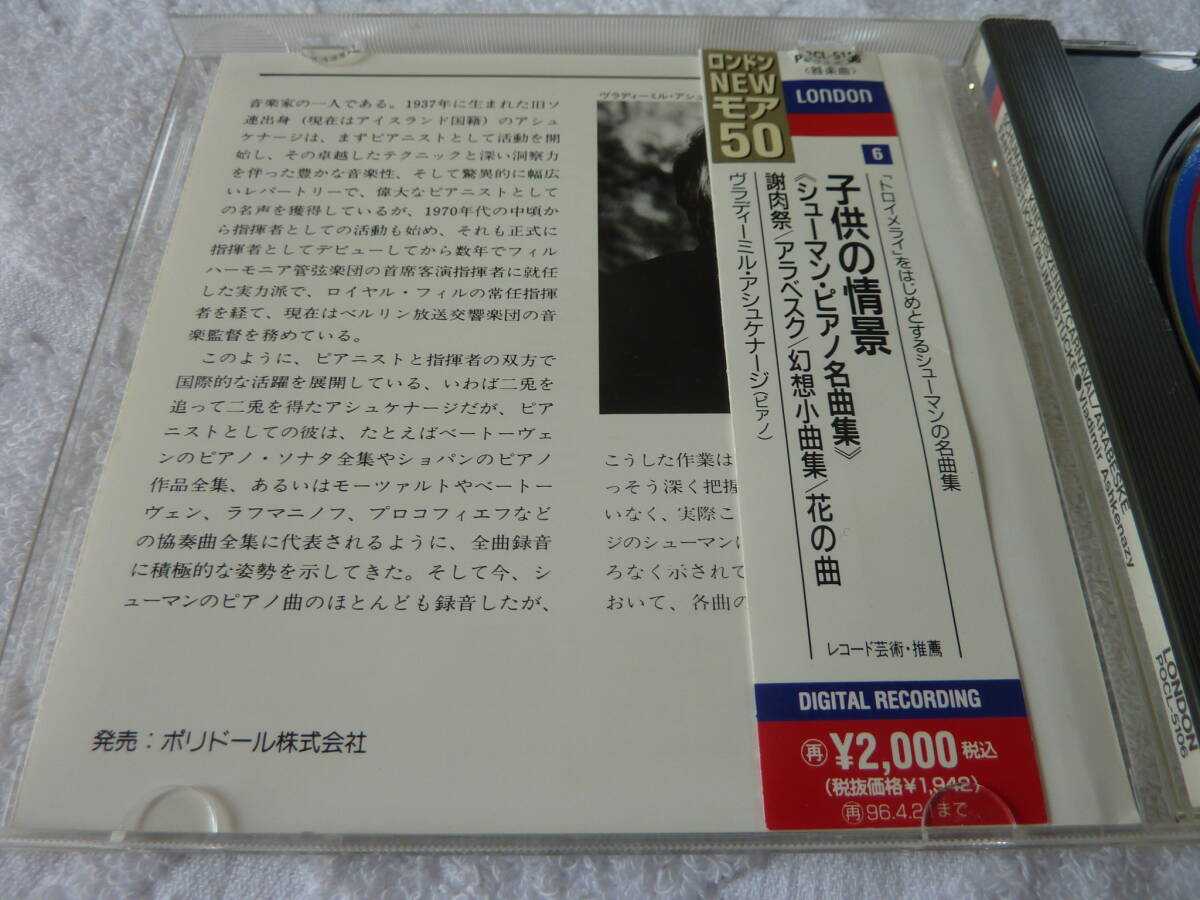 音楽家の一人である。1937年に生まれた旧ソ
連出身（現在はアイスランド国籍）のアシュ
ケナージは、まずピアニストとして活動を開
始し、その卓越したテクニックと深い洞察力
を伴った豊かな音楽性、そして驚異的に幅広
いレパートリーで、偉大なピアニストとして
の名声を獲得しているが、1970年代の中頃か
ら指揮者としての活動も始め、それも正式に
指揮者としてデビューしてから数年でフィル
ハーモニア管弦楽団の首席客演指揮者に就任
した実力派で、ロイヤル・フィルの常任指揮
者を経て、現在はベルリン放送交響楽団の音
楽監督を務めている。
このように、ピアニストと指揮者の双方で
国際的な活躍を展開している、いわば二兎を
追って二兎を得たアシュケナージだが、ピア
ニストとしての彼は、たとえばベートーヴェ
ンのピアノ・ソナタ全集やショパンのピアノ
作品全集、あるいはモーツァルトやベートー
ヴェン、ラフマニノフ、プロコフィエフなど
の協奏曲全集に代表されるように、全曲録音
に積極的な姿勢を示してきた。そして今、シ
ューマンのピアノ曲のほとんども録音したが、
発売：ポリドール株式会社
ヴラディーミル・アシュ
こうした作業は
っそう深く把握
いなく、実際こ
ジのシューマンに
ろなく示されて
おいて、各曲の
ロンドン
NEW
モア
50
〈器楽曲〉
LONDON
6
「トロイメライ」をはじめとするシューマンの名曲集
子供の情景
《シューマン・ピアノ名曲集》
謝肉祭/アラベスク/幻想小曲集/花の曲
ヴラディーミル・アシュケナージ(ピアノ)
レコード芸術・推薦
DIGITAL RECORDING
再 ¥2,000 税込
(税抜価格¥1,942)
再 96.4.2 まで
CARNAVAL/ARABESKE
Vladimir Ashkenazy
LONDON
POCL-5106